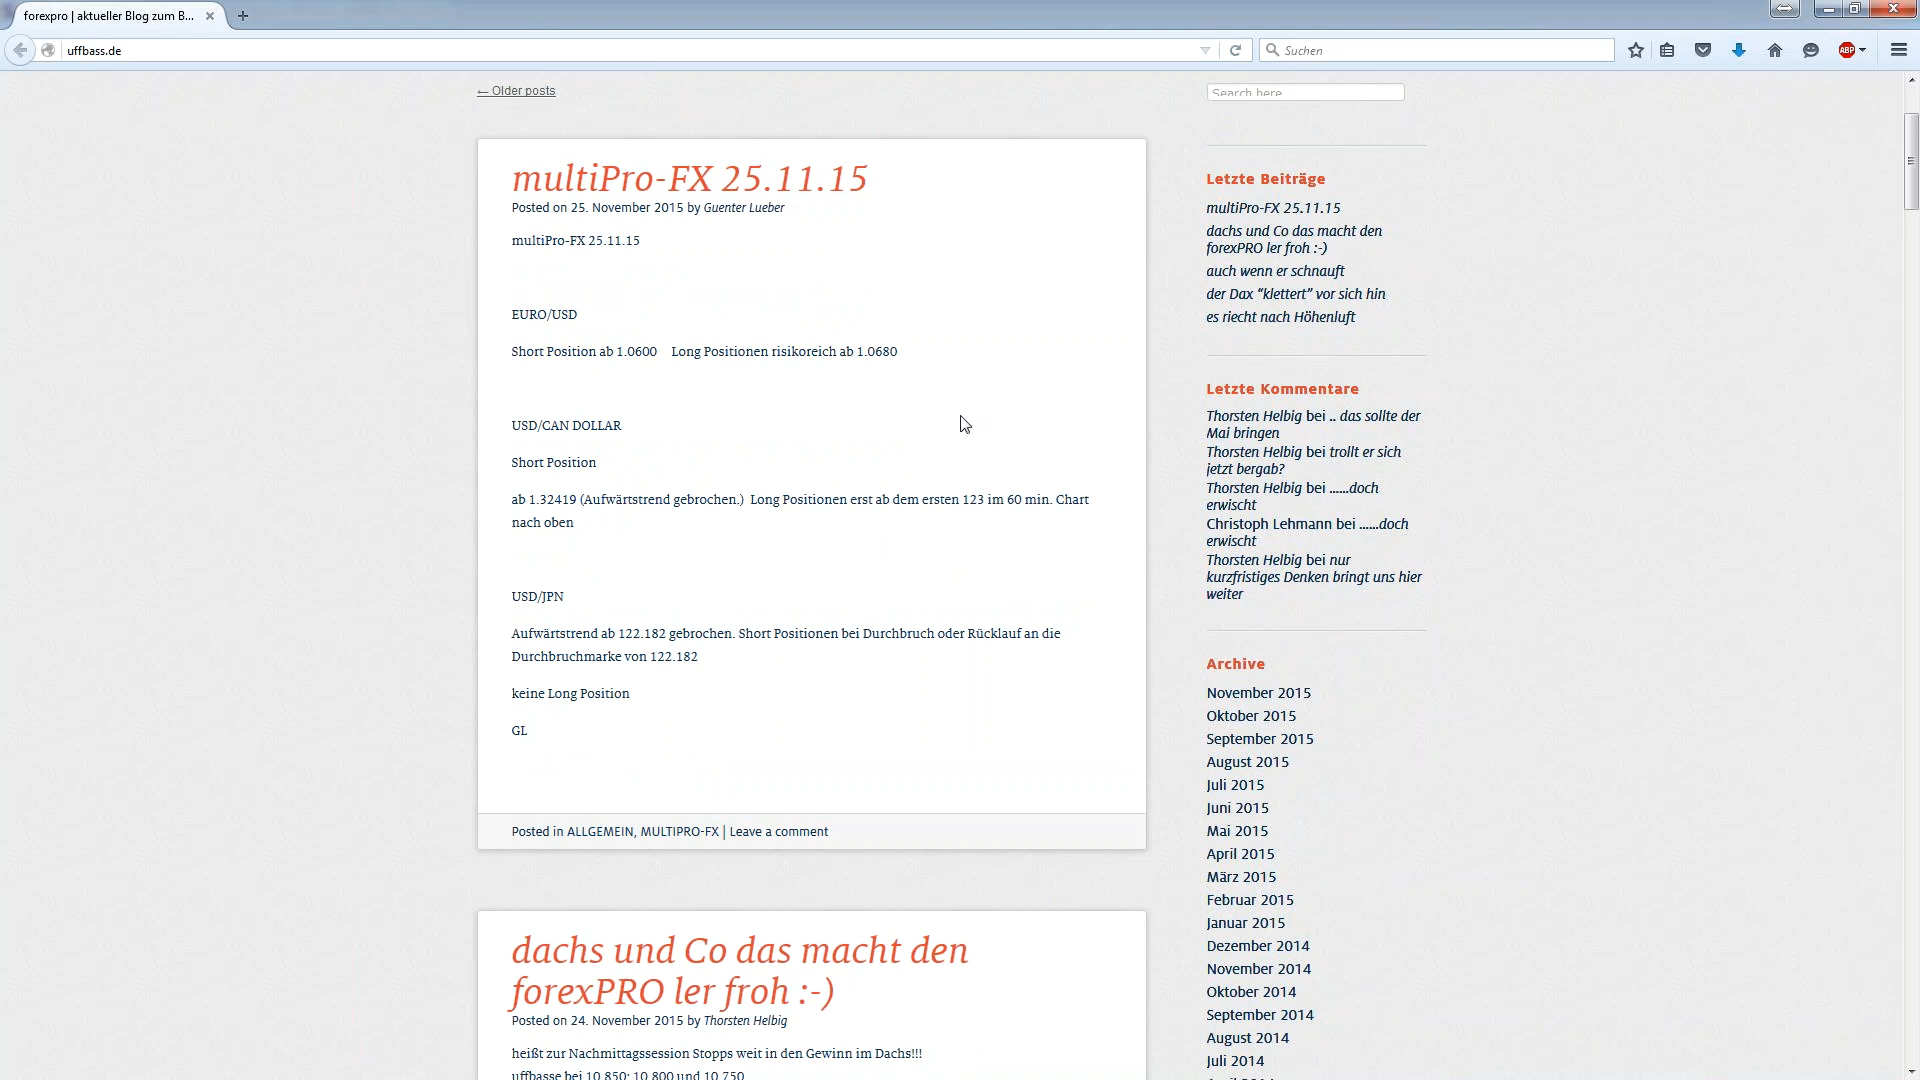 forexpro | aktueller Blog zum B...
uffbass.de
Suchen
ABP
← Older posts
multiPro-FX 25.11.15
Posted on 25. November 2015 by Guenter Lueber
multiPro-FX 25.11.15
EURO/USD
Short Position ab 1.0600 Long Positionen risikoreich ab 1.0680
USD/CAN DOLLAR
Short Position
ab 1.32419 (Aufwärtstrend gebrochen.) Long Positionen erst ab dem ersten 123 im 60 min. Chart
nach oben
USD/JPN
Aufwärtstrend ab 122.182 gebrochen. Short Positionen bei Durchbruch oder Rücklauf an die
Durchbruchmarke von 122.182
keine Long Position
GL
Posted in ALLGEMEIN, MULTIPRO-FX | Leave a comment
dachs und Co das macht den
forexPRO ler froh :-)
Posted on 24. November 2015 by Thorsten Helbig
heißt zur Nachmittagssession Stopps weit in den Gewinn im Dachs!!!
uffbasse bei 10.850; 10.800 und 10.750
Search here
Letzte Beiträge
multiPro-FX 25.11.15
dachs und Co das macht den
forexPRO ler froh :-)
auch wenn er schnauft
der Dax “klettert” vor sich hin
es riecht nach Höhenluft
Letzte Kommentare
Thorsten Helbig bei .. das sollte der
Mai bringen
Thorsten Helbig bei trollt er sich
jetzt bergab?
Thorsten Helbig bei ……doch
erwischt
Christoph Lehmann bei ……doch
erwischt
Thorsten Helbig bei nur
kurzfristiges Denken bringt uns hier
weiter
Archive
November 2015
Oktober 2015
September 2015
August 2015
Juli 2015
Juni 2015
Mai 2015
April 2015
März 2015
Februar 2015
Januar 2015
Dezember 2014
November 2014
Oktober 2014
September 2014
August 2014
Juli 2014